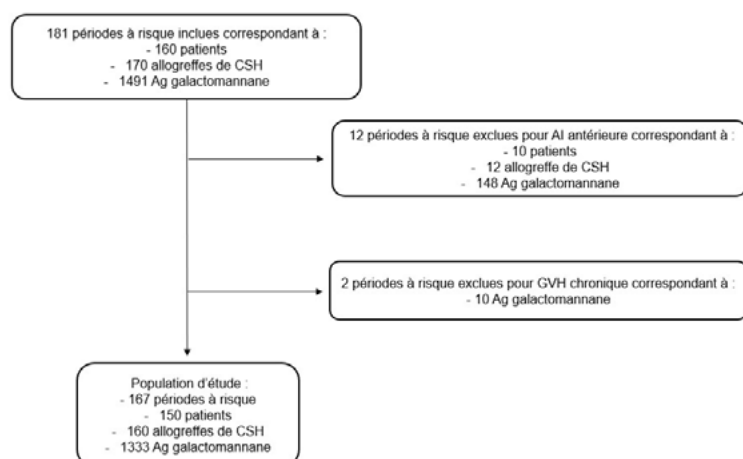 181 périodes à risque inclues correspondant à :
- 160 patients
- 170 allogreffes de CSH
- 1491 Ag galactomannane
12 périodes à risque exclues pour AI antérieure correspondant à :
- 10 patients
- 12 allogreffe de CSH
- 148 Ag galactomannane
2 périodes à risque exclues pour GVH chronique correspondant à :
- 10 Ag galactomannane
Population d'étude :
- 167 périodes à risque
- 150 patients
- 160 allogreffes de CSH
- 1333 Ag galactomannane